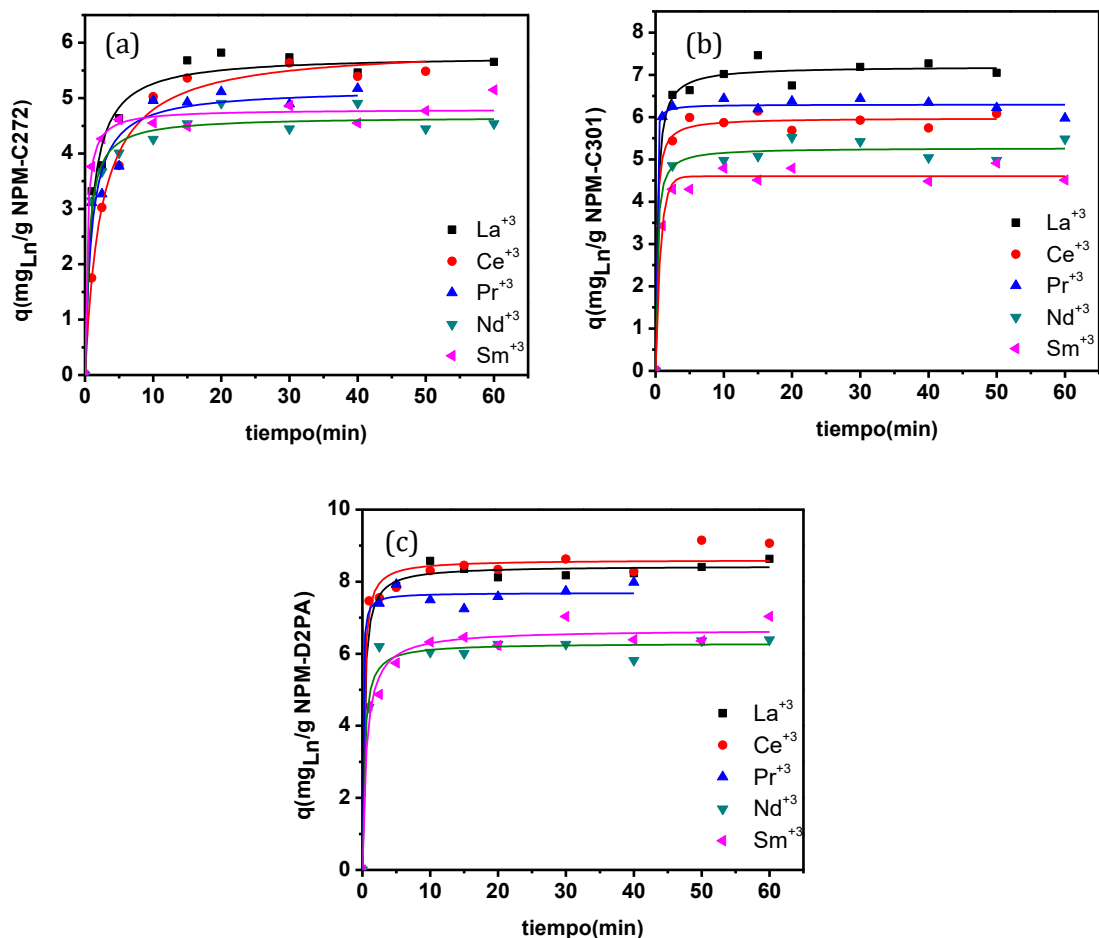 (a)
q(mgLn/g NPM-C272)
6
5
4
3
2
1
0
0 10 20 30 40 50 60
tiempo(min)
La+3
Ce+3
Pr+3
Nd+3
Sm+3
(b)
q(mgLn/g NPM-C301)
9
8
7
6
5
4
3
2
1
0
0 10 20 30 40 50 60
tiempo(min)
La+3
Ce+3
Pr+3
Nd+3
Sm+3
(c)
q(mgLn/g NPM-D2PA)
10
8
6
4
2
0
0 10 20 30 40 50 60
tiempo(min)
La+3
Ce+3
Pr+3
Nd+3
Sm+3